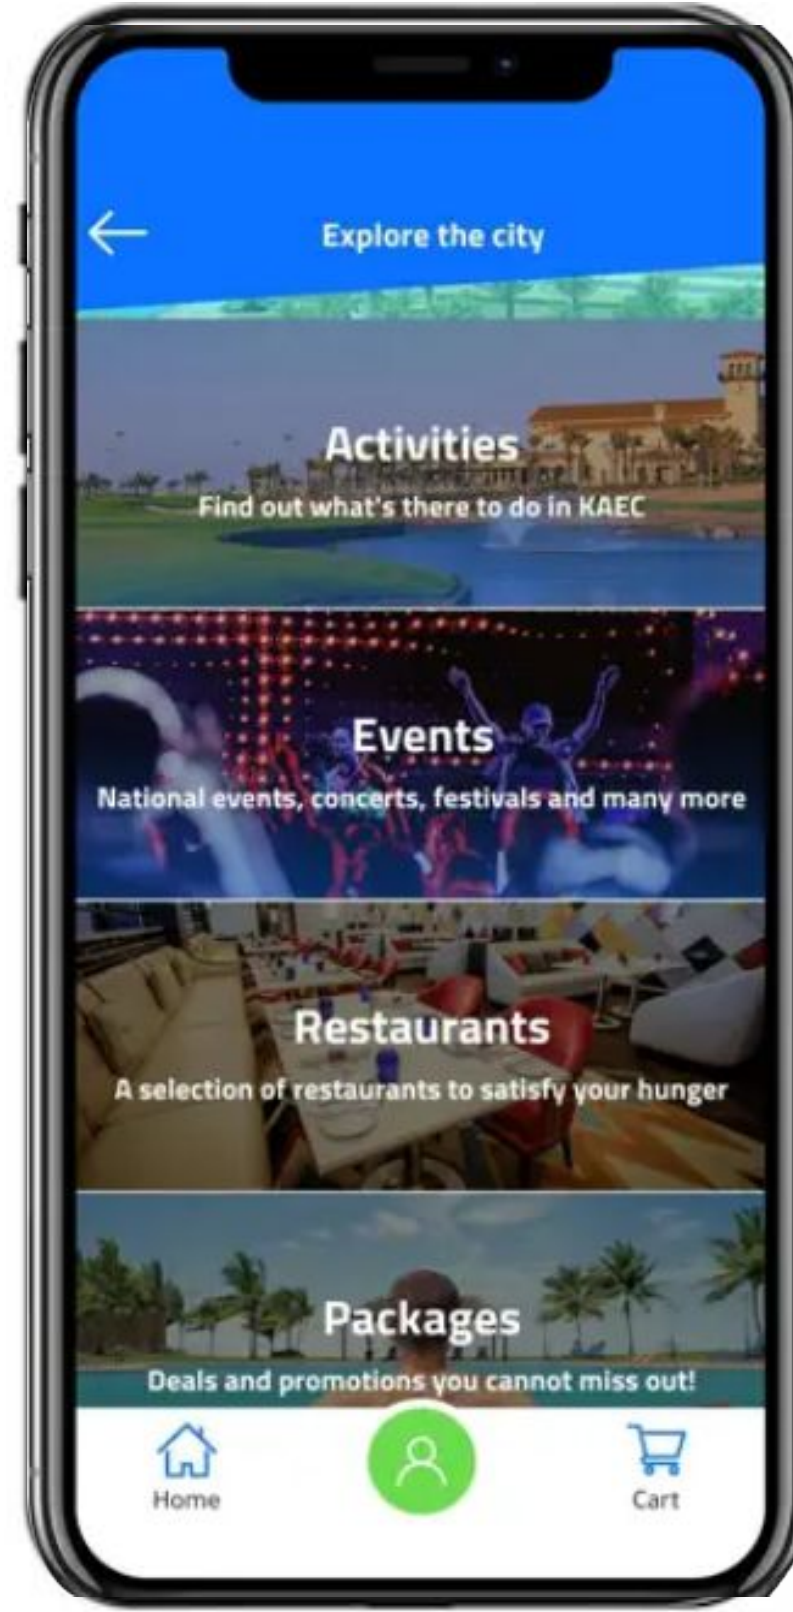 Explore the city
Activities
Find out what's there to do in KAEC
Events
National events, concerts, festivals and many more
Restaurants
A selection of restaurants to satisfy your hunger
Packages
Deals and promotions you cannot miss out!
Home
Cart